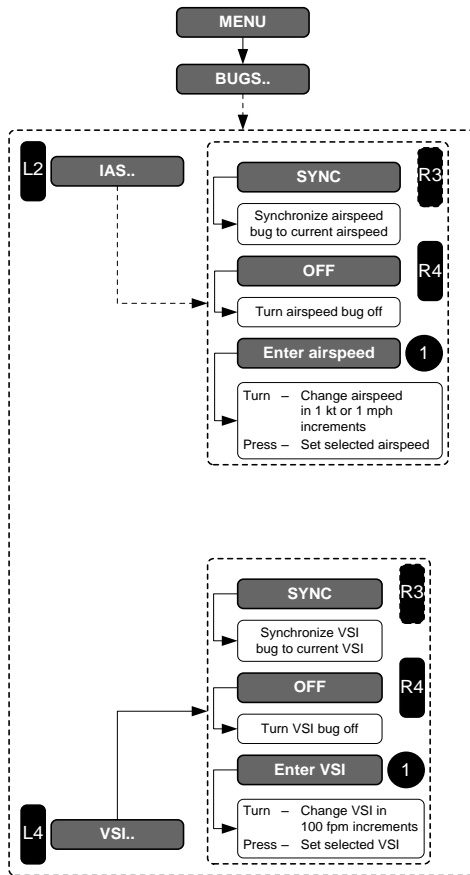 MENU
BUGS..
L2
IAS..
SYNC
R3
Synchronize airspeed
bug to current airspeed
OFF
R4
Turn airspeed bug off
Enter airspeed
1
Turn – Change airspeed
in 1 kt or 1 mph
increments
Press – Set selected airspeed
SYNC
R3
Synchronize VSI
bug to current VSI
OFF
R4
Turn VSI bug off
Enter VSI
1
Turn – Change VSI in
100 fpm increments
Press – Set selected VSI
L4
VSI..